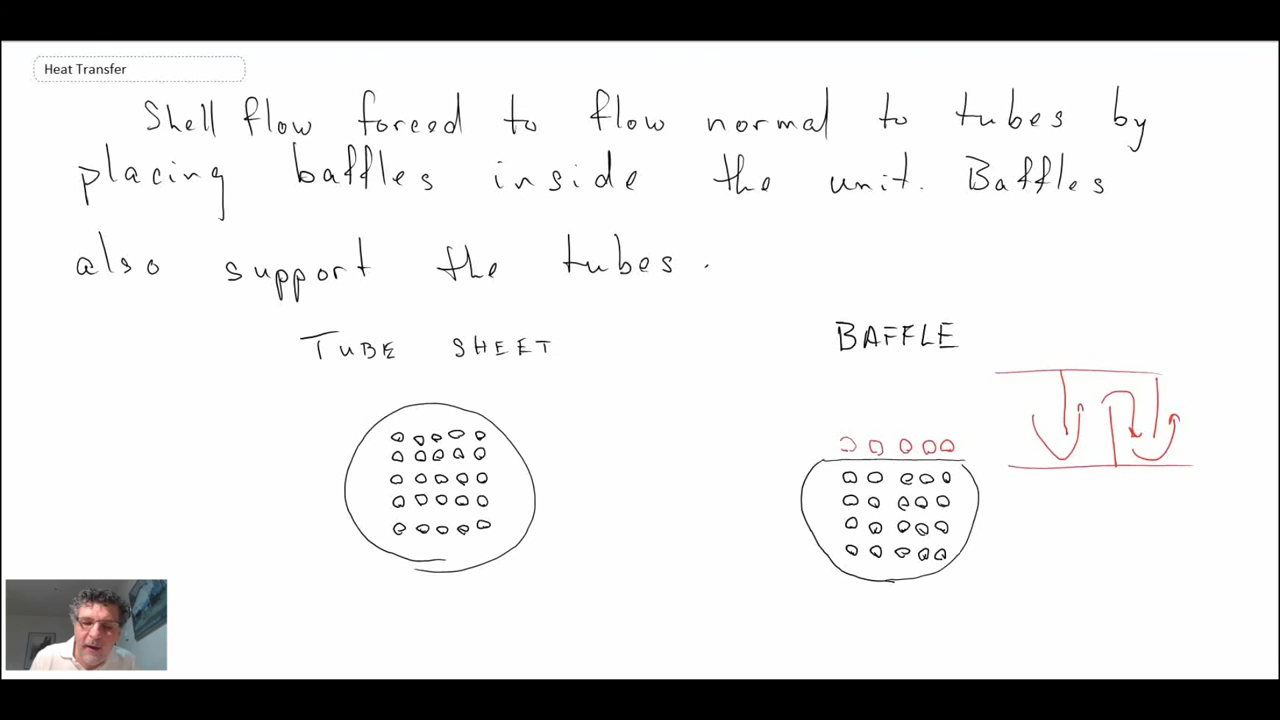 Heat Transfer
Shell flow forced to flow normal to tubes by
placing baffles inside the unit. Baffles
also support the tubes.
TUBE SHEET
BAFFLE